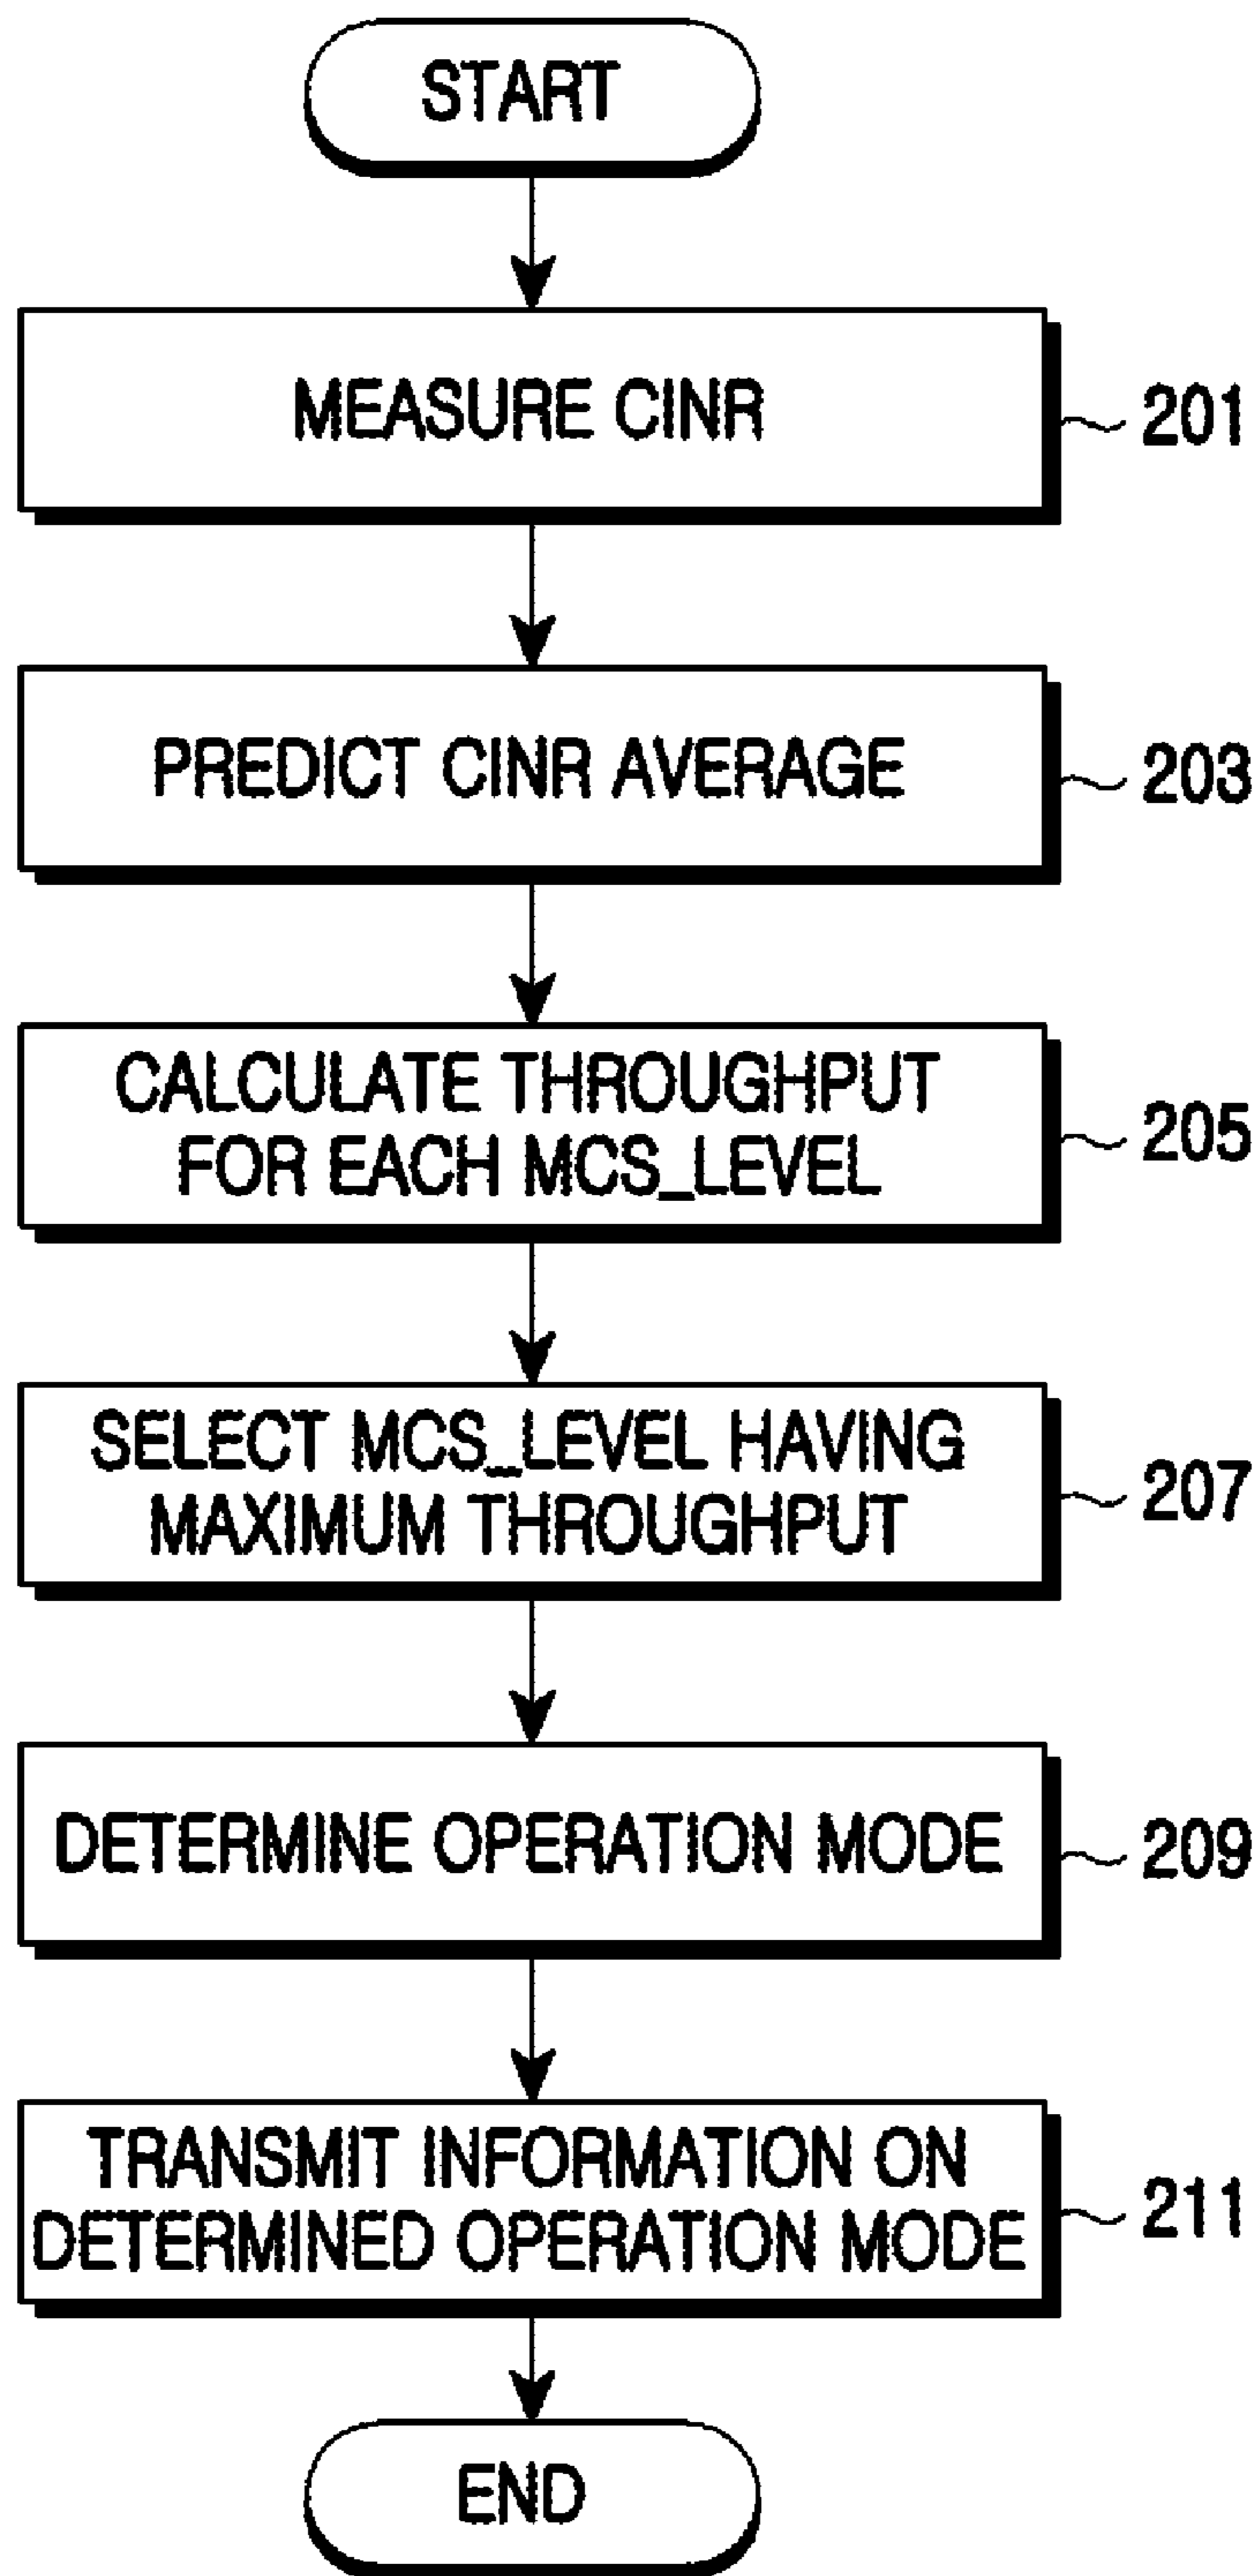 START
MEASURE CINR
201
PREDICT CINR AVERAGE
203
CALCULATE THROUGHPUT
FOR EACH MCS_LEVEL
205
SELECT MCS_LEVEL HAVING
MAXIMUM THROUGHPUT
207
DETERMINE OPERATION MODE
209
TRANSMIT INFORMATION ON
DETERMINED OPERATION MODE
211
END